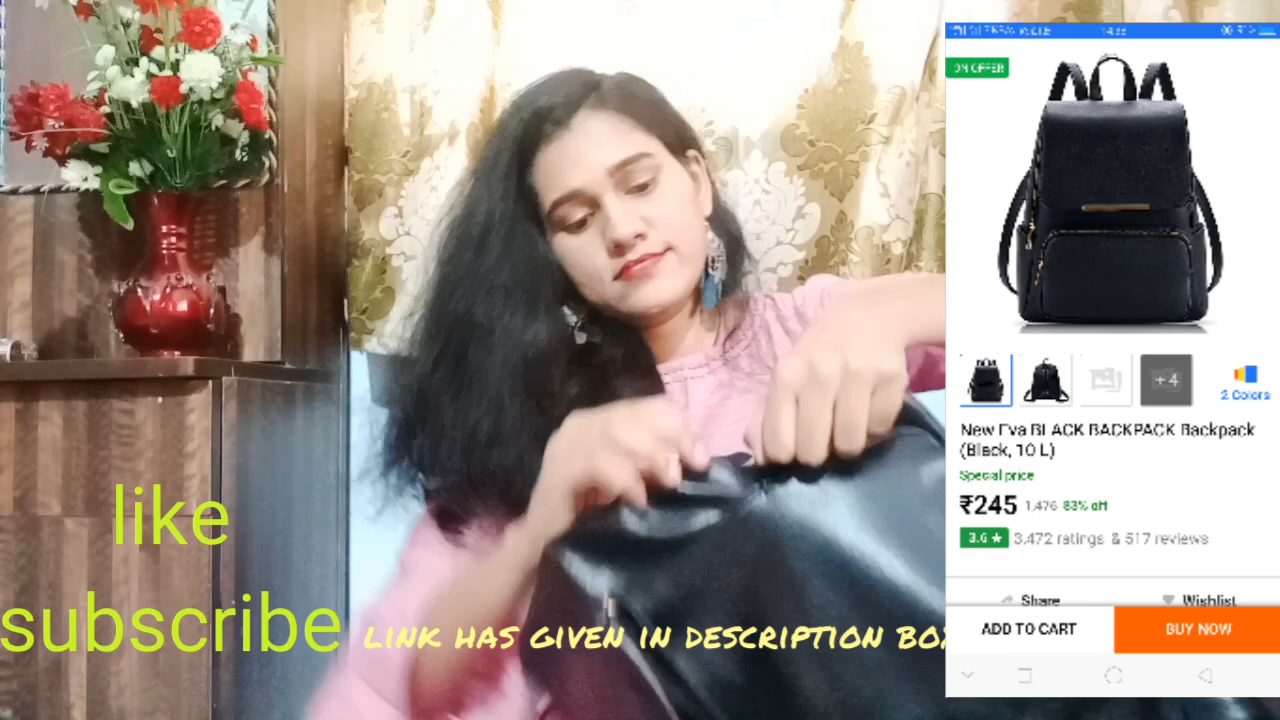 like
subscribe
LINK HAS GIVEN IN DESCRIPTION BOX
ON OFFER
+4
2 Colors
New Eva BLACK BACKPACK Backpack
(Black, 10 L)
Special price
₹245 1,476 83% off
3.6 ★ 3,472 ratings & 517 reviews
Share Wishlist
ADD TO CART BUY NOW